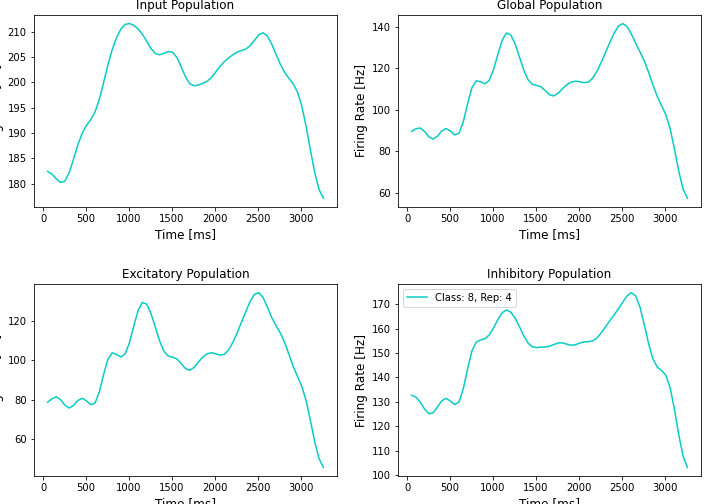 Input Population
210
205
200
195
190
185
180
0 500 1000 1500 2000 2500 3000
Time [ms]
Global Population
Firing Rate [Hz]
140
120
100
80
60
0 500 1000 1500 2000 2500 3000
Time [ms]
Excitatory Population
120
100
80
60
0 500 1000 1500 2000 2500 3000
Time [ms]
Inhibitory Population
Class: 8, Rep: 4
Firing Rate [Hz]
170
160
150
140
130
120
110
100
0 500 1000 1500 2000 2500 3000
Time [ms]